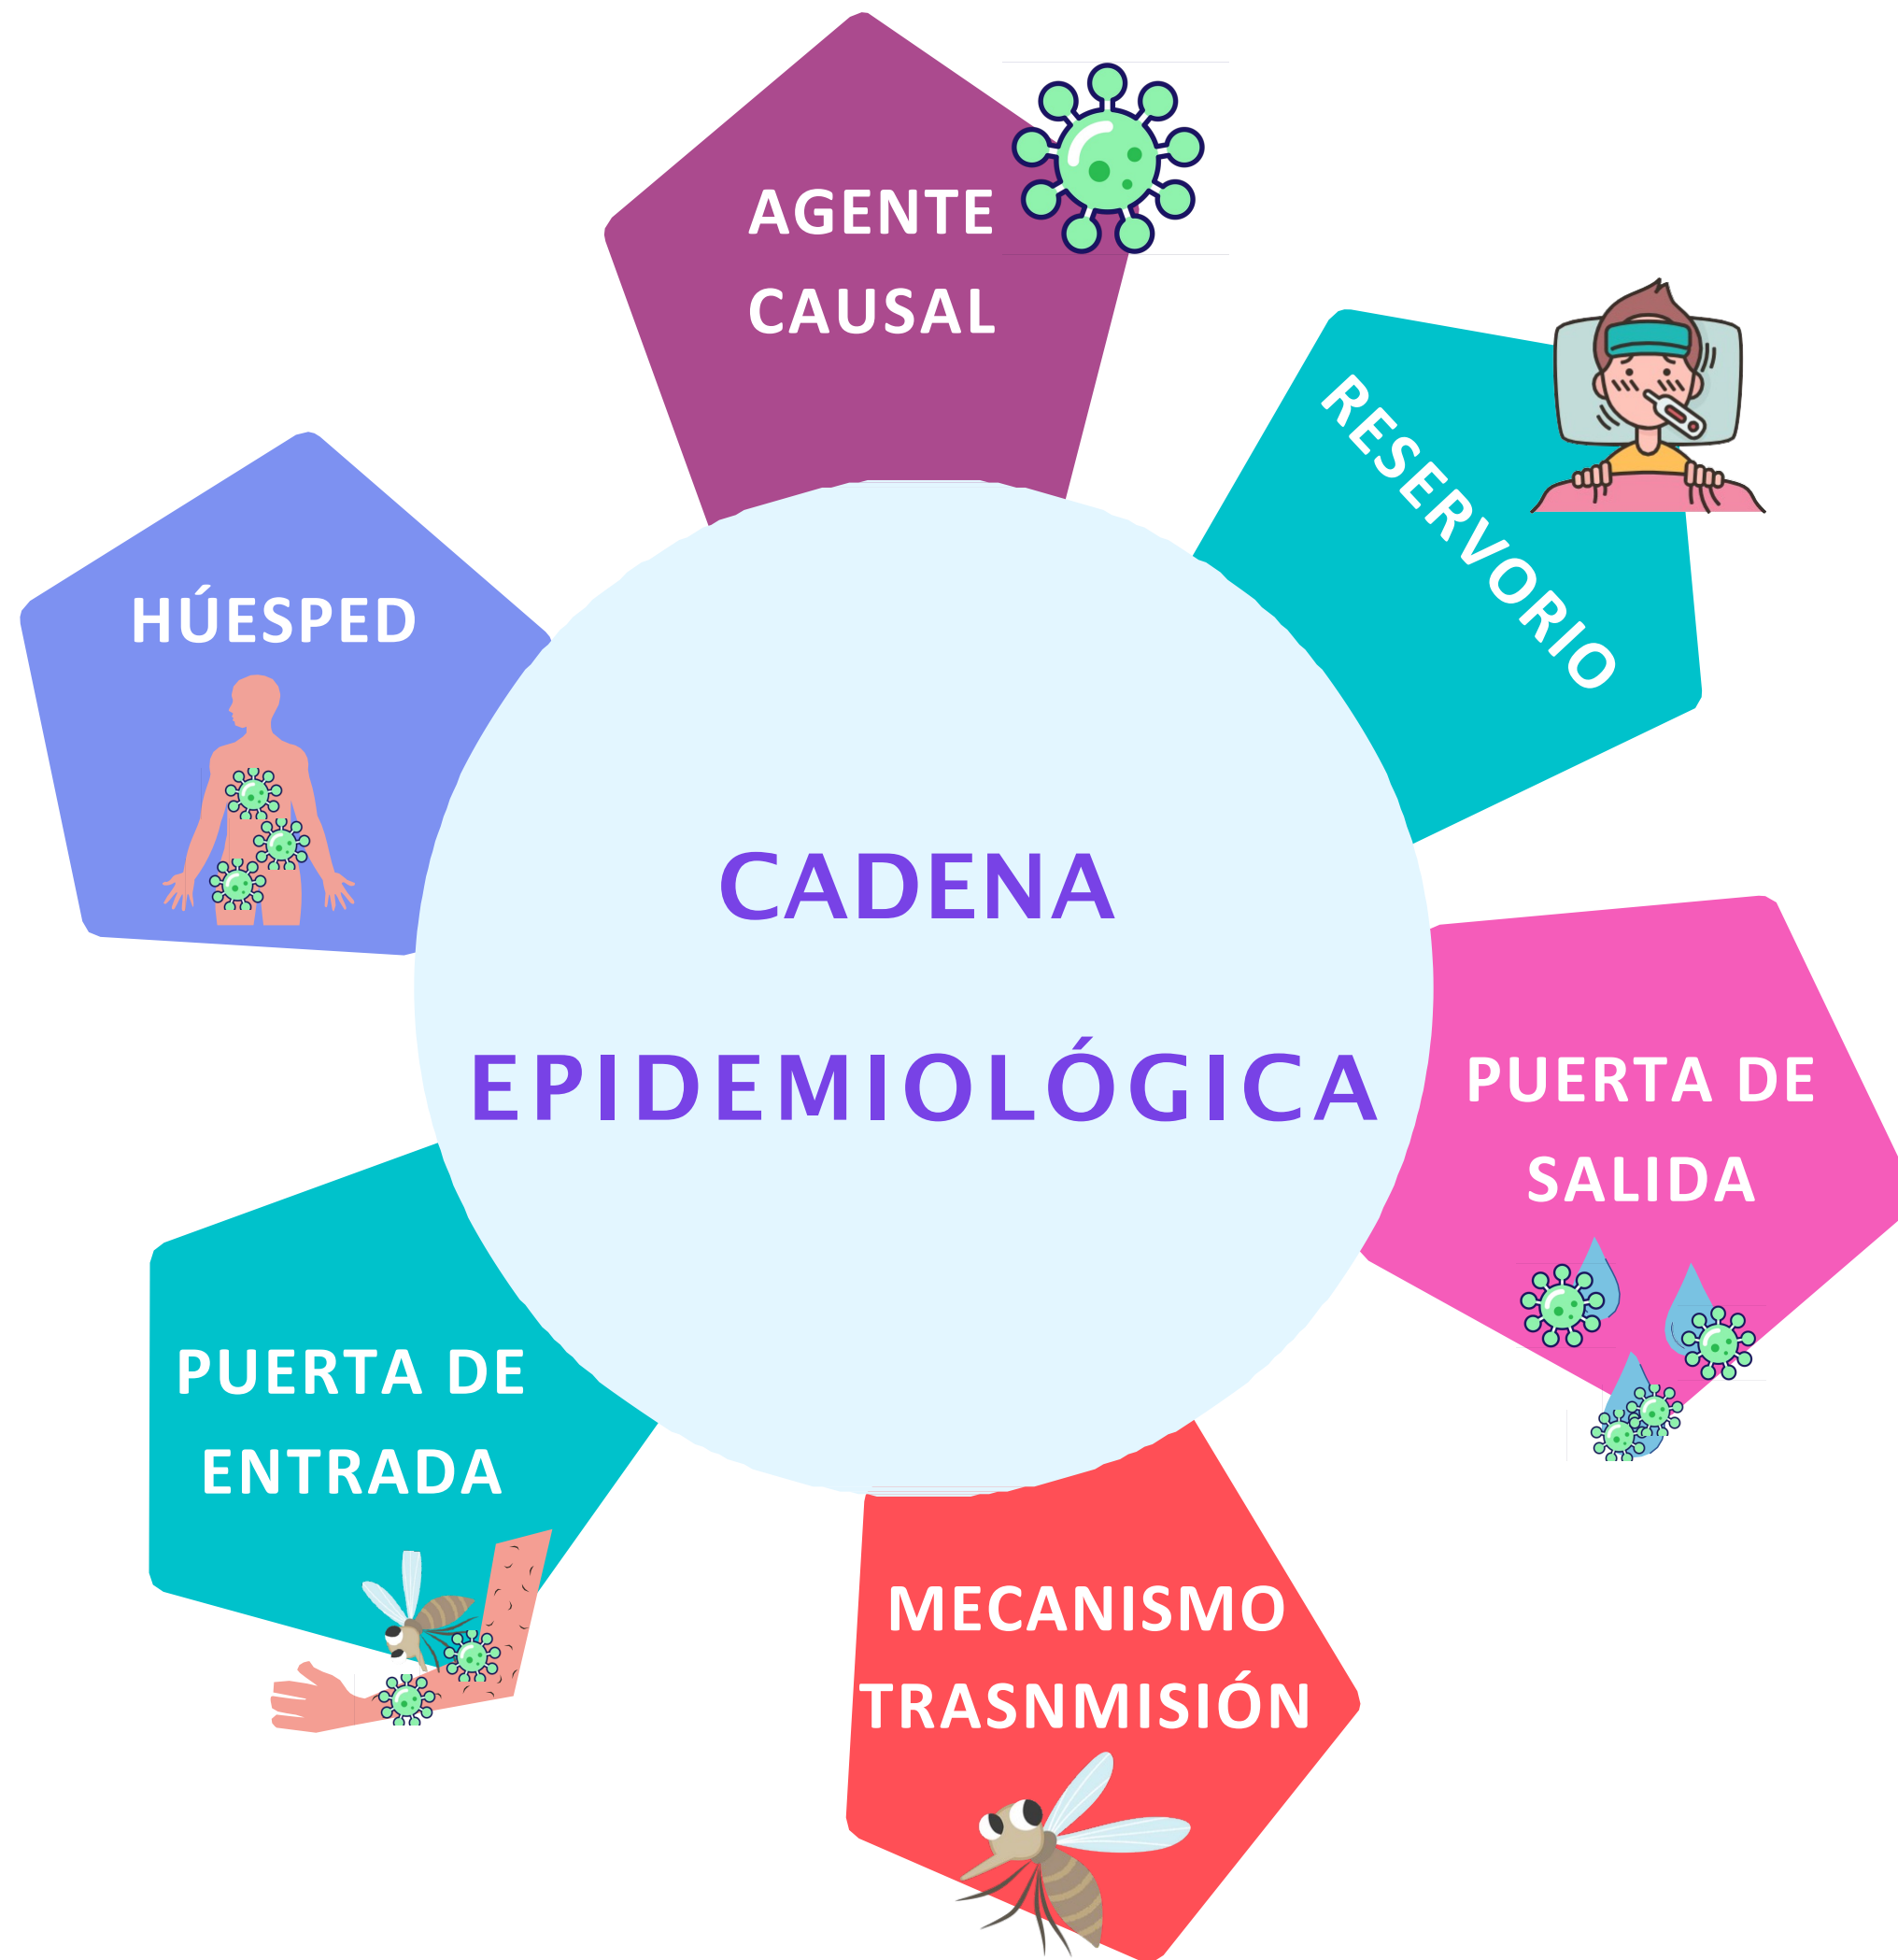 AGENTE
CAUSAL
RESERVORIO
HÚESPED
CADENA
EPIDEMIOLÓGICA
PUERTA DE
SALIDA
PUERTA DE
ENTRADA
MECANISMO
TRASNMISIÓN